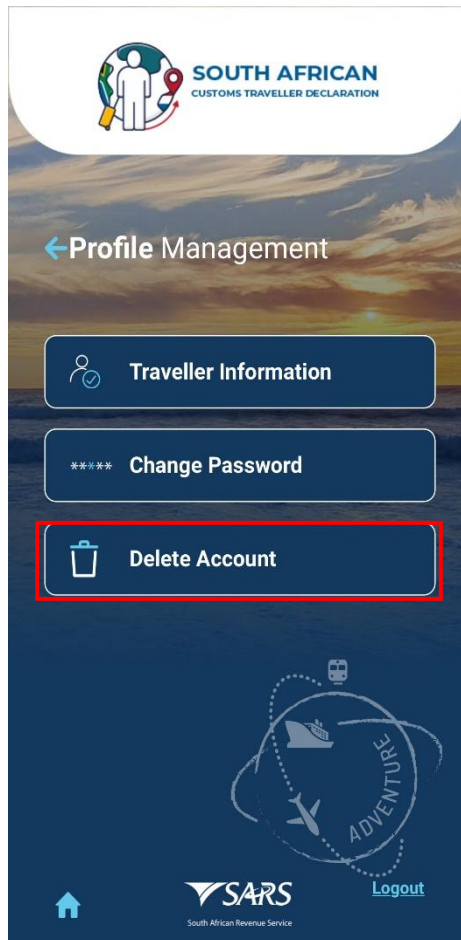 SOUTH AFRICAN
CUSTOMS TRAVELLER DECLARATION
Profile Management
Traveller Information
***** Change Password
Delete Account
ADVENTURE
SARS
South African Revenue Service
Logout